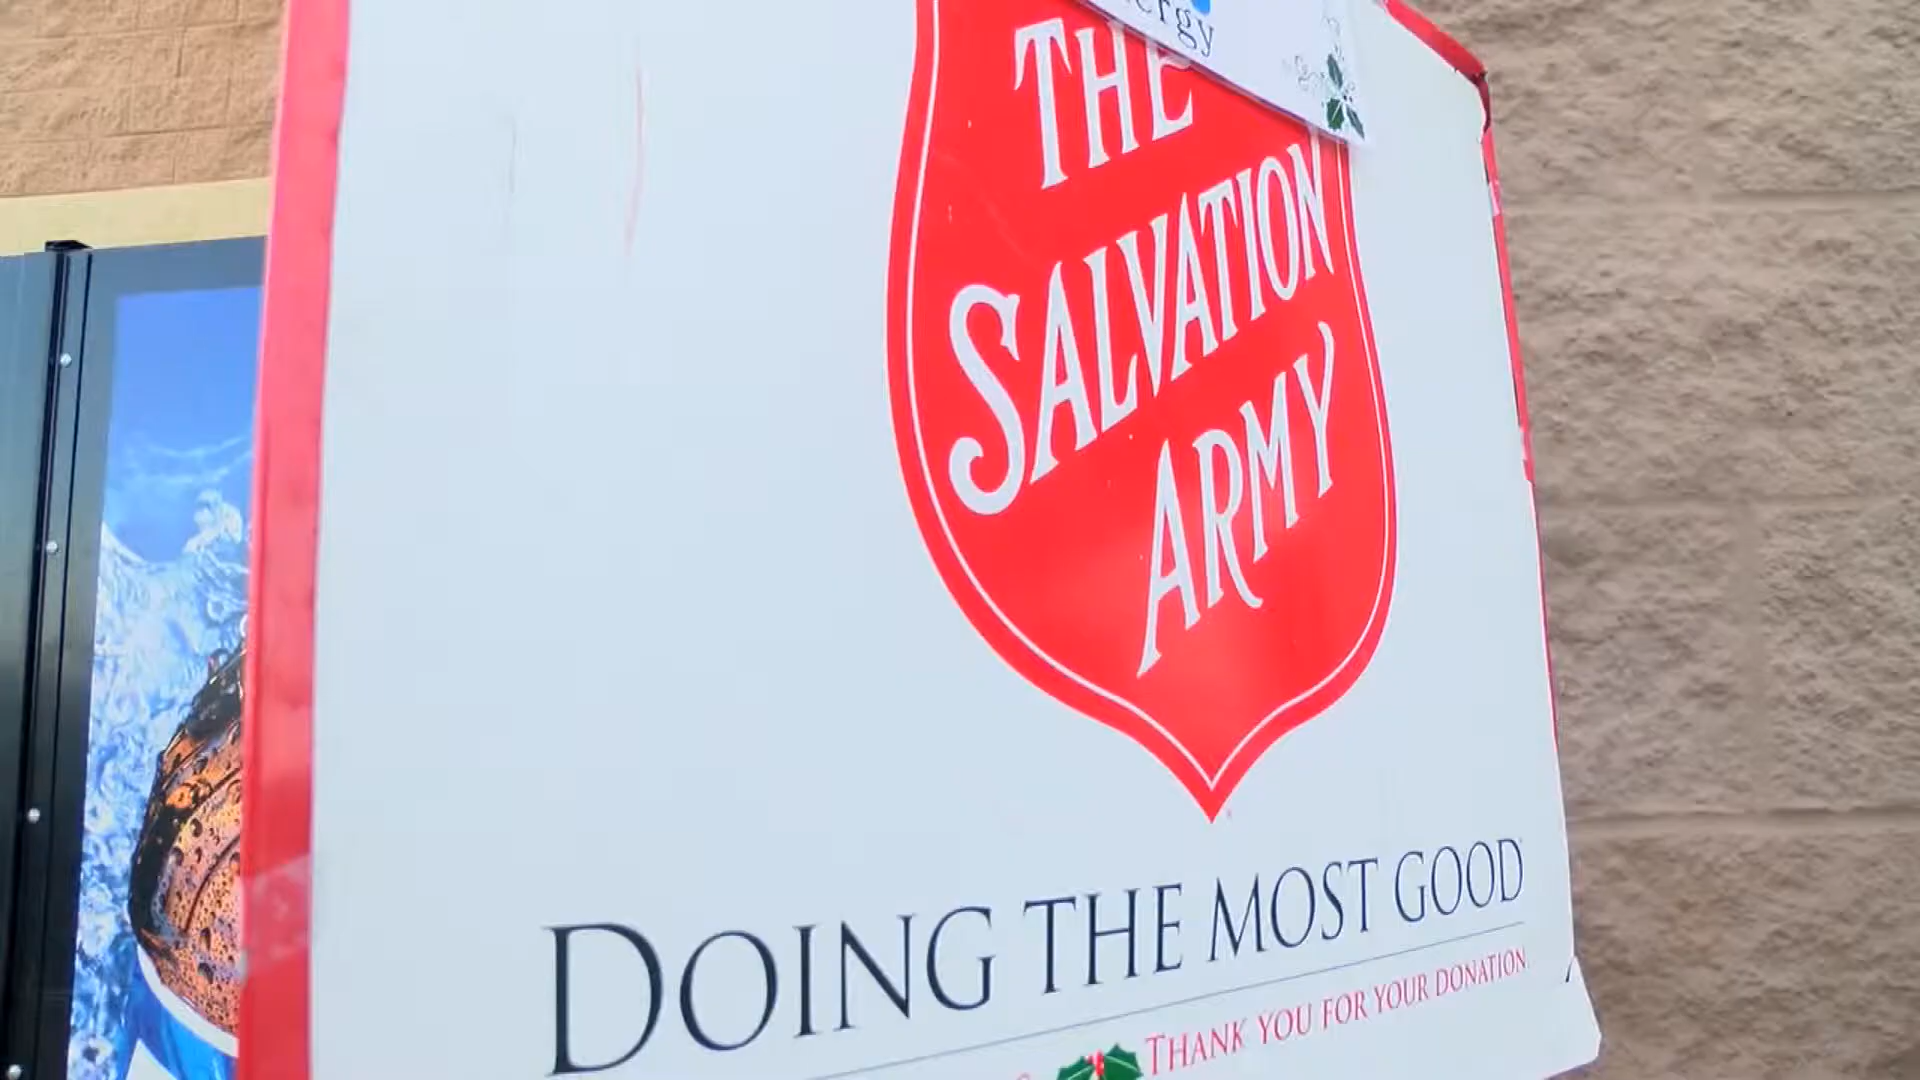 THE
SALVATION
ARMY
DOING THE MOST GOOD
THANK YOU FOR YOUR DONATION